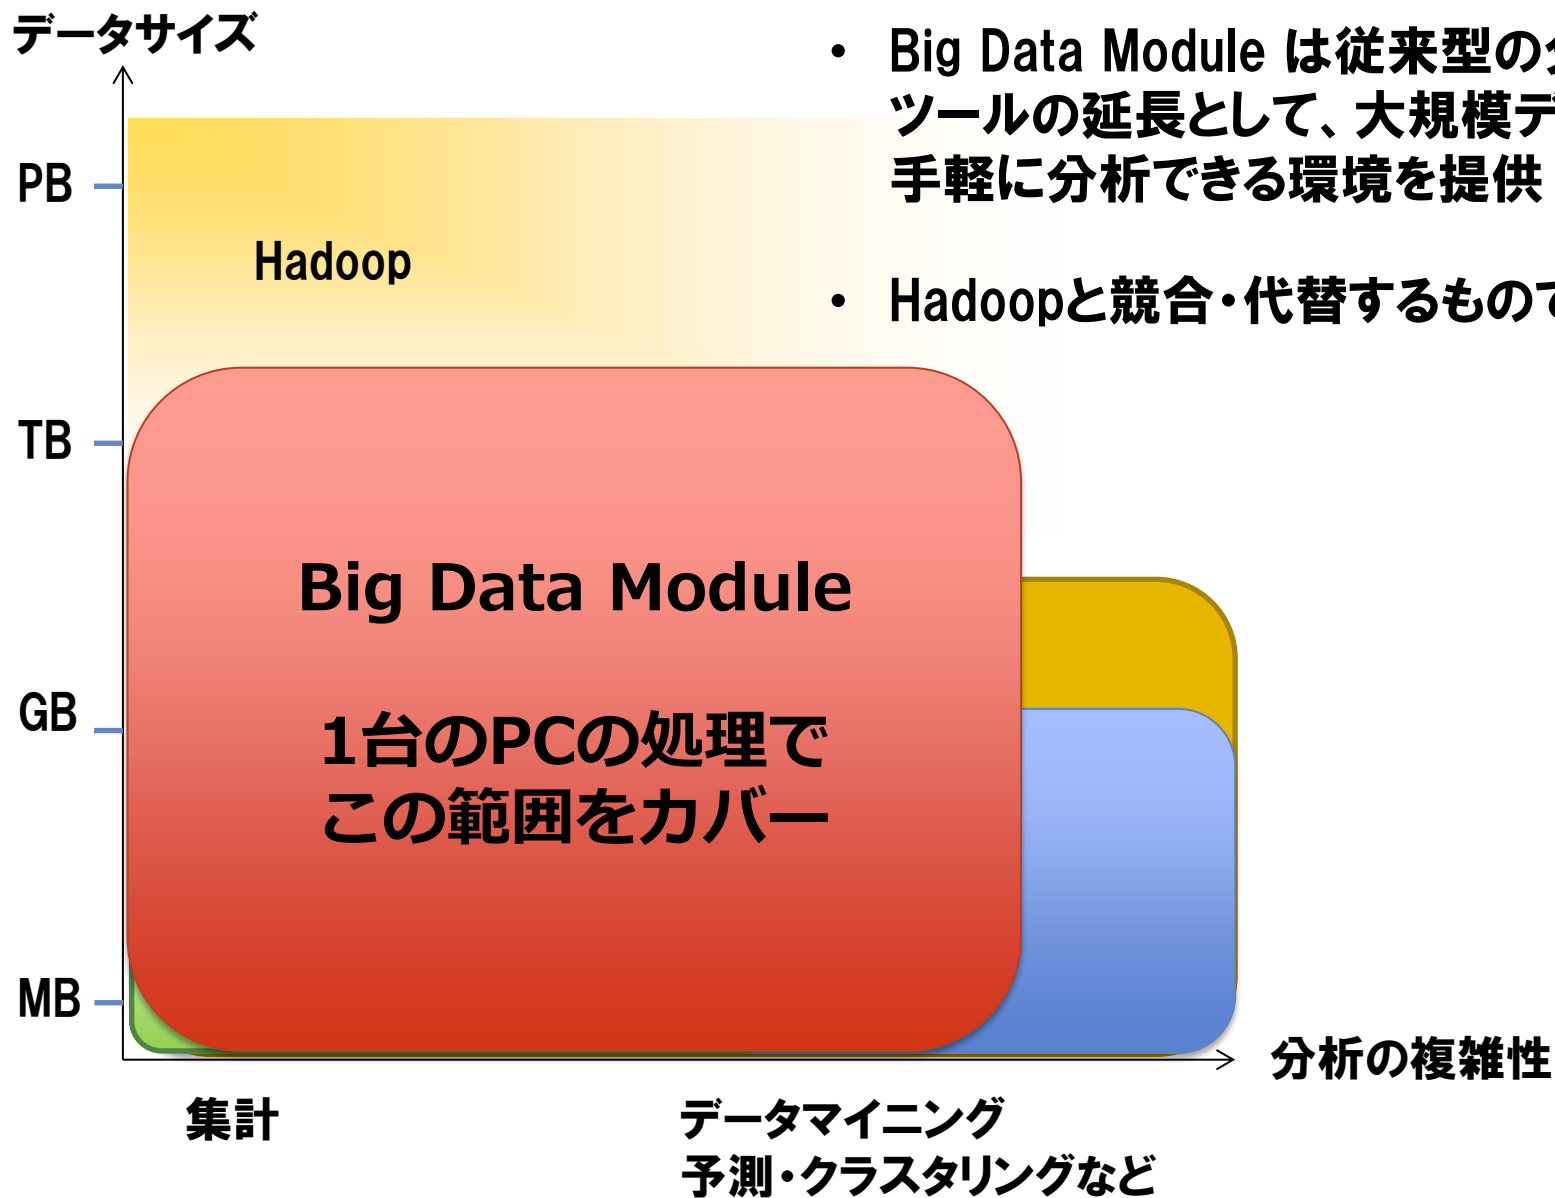 データサイズ
• Big Data Module は従来型の
ツールの延長として、大規模デ
手軽に分析できる環境を提供
• Hadoopと競合・代替するもので
PB
Hadoop
TB
Big Data Module
GB
1台のPCの処理で
この範囲をカバー
MB
分析の複雑性
集計
データマイニング
予測・クラスタリングなど